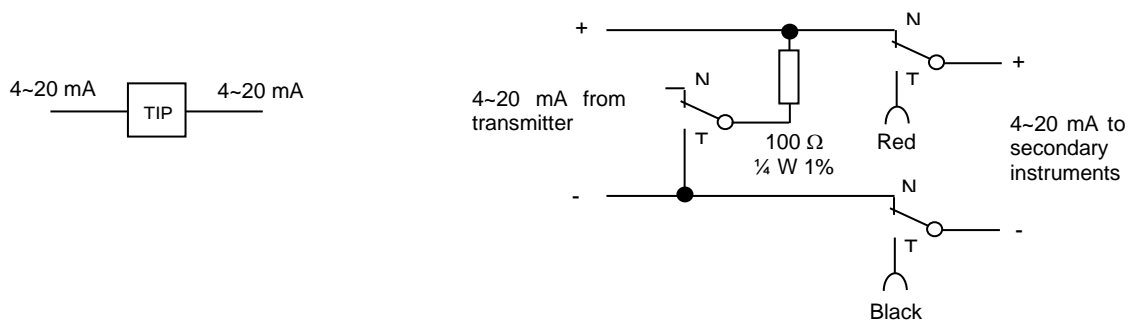 4~20 mA
TIP
4~20 mA
+
-
4~20 mA from
transmitter
N
T
100 Ω
¼ W 1%
N
T
Red
+
4~20 mA to
secondary
instruments
N
T
-
Black